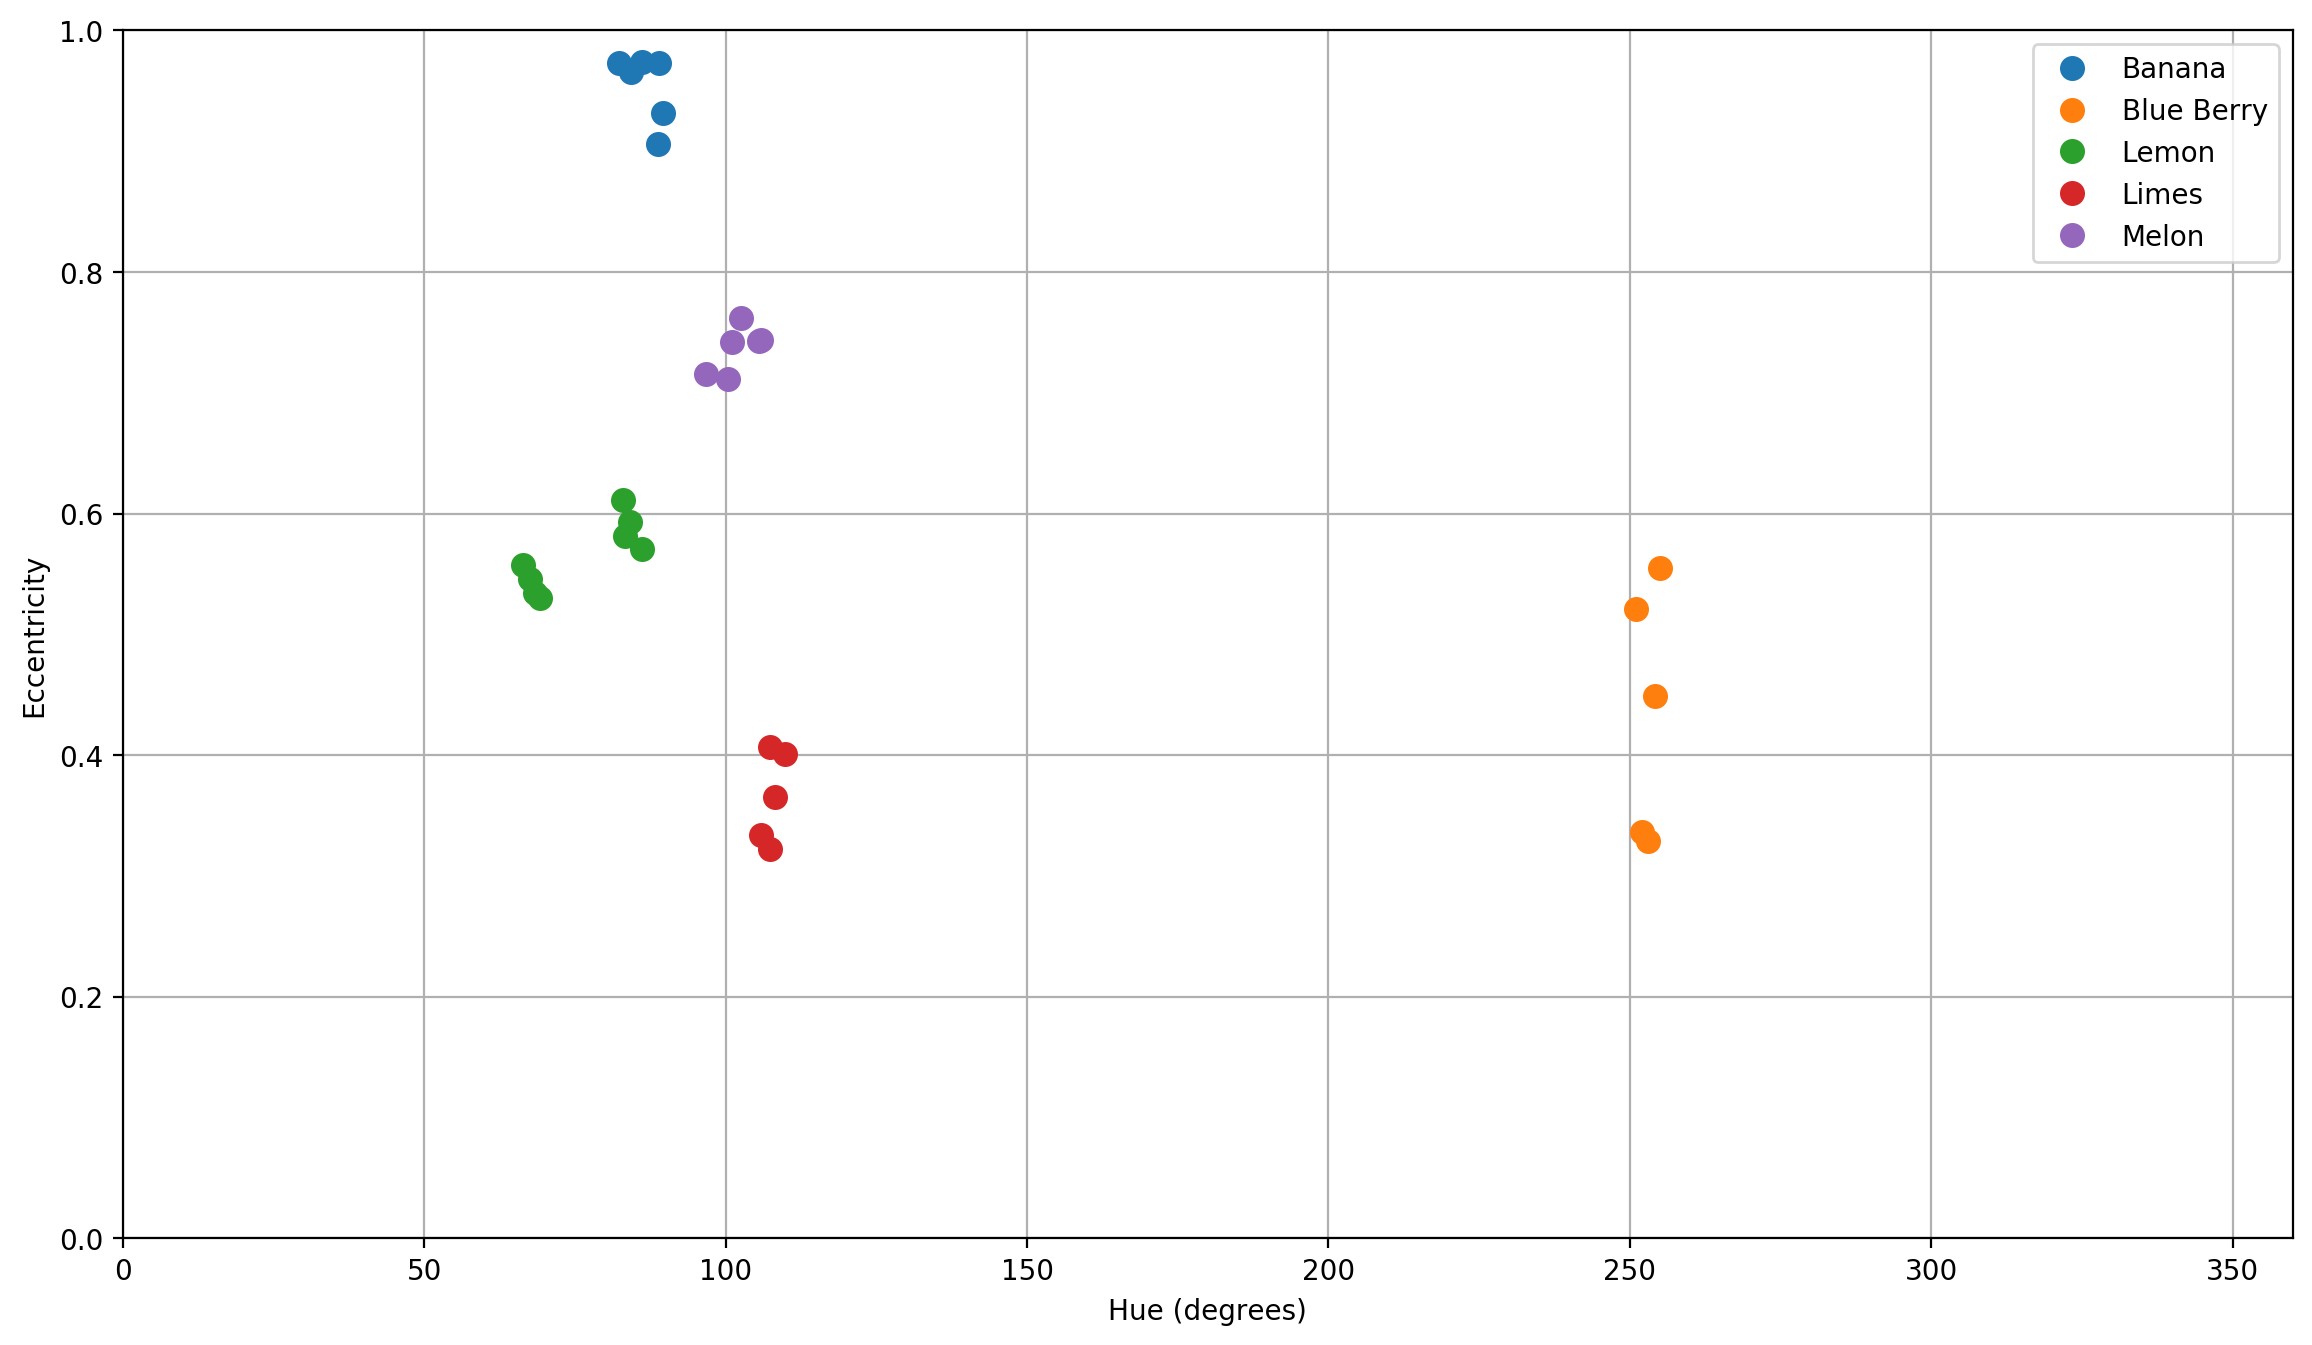 1.0
0.8
0.6
0.4
0.2
0.0
Eccentricity
0 50 100 150 200 250 300 350
Hue (degrees)
Banana
Blue Berry
Lemon
Limes
Melon